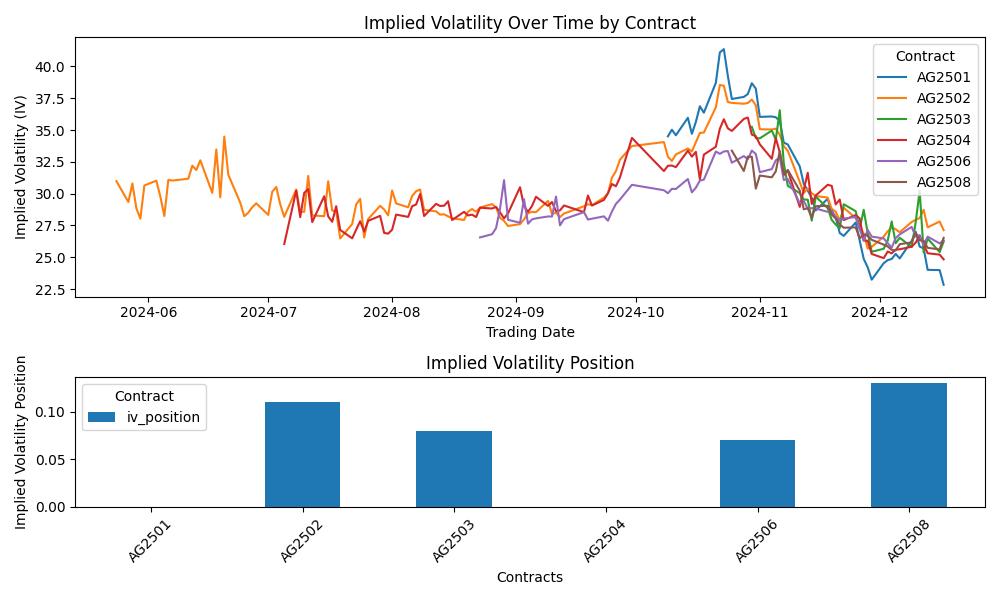 Implied Volatility Over Time by Contract
Implied Volatility (IV)
40.0
37.5
35.0
32.5
30.0
27.5
25.0
22.5
Contract
AG2501
AG2502
AG2503
AG2504
AG2506
AG2508
2024-06
2024-07
2024-08
2024-09
2024-10
2024-11
2024-12
Trading Date
Implied Volatility Position
Implied Volatility Position
0.10
0.05
0.00
Contract
iv_position
AG2501
AG2502
AG2503
AG2504
AG2506
AG2508
Contracts